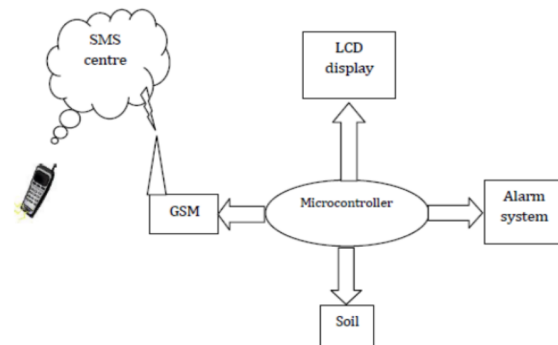 SMS
centre
LCD
display
Microcontroller
GSM
Alarm
system
Soil